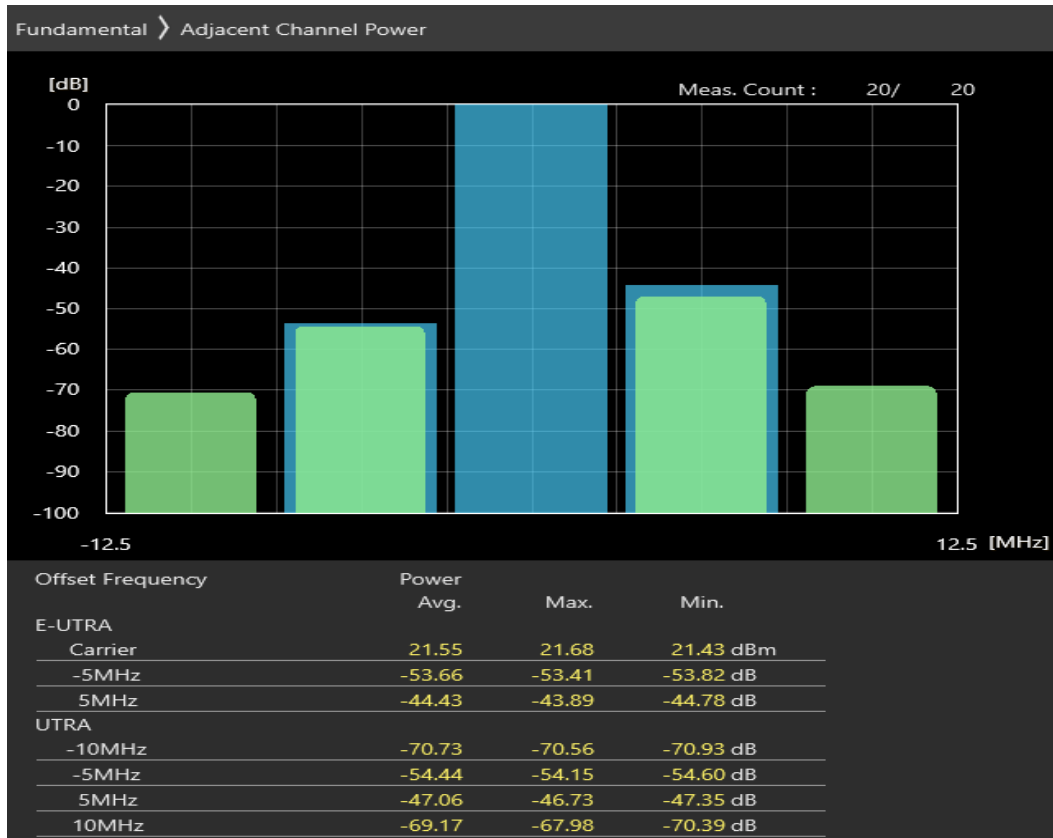 Fundamental 〉 Adjacent Channel Power
[dB]
Meas. Count : 20/ 20
0
-10
-20
-30
-40
-50
-60
-70
-80
-90
-100
-12.5 12.5 [MHz]
Offset Frequency Power
Avg. Max. Min.
E-UTRA
Carrier 21.55 21.68 21.43 dBm
-5MHz -53.66 -53.41 -53.82 dB
5MHz -44.43 -43.89 -44.78 dB
UTRA
-10MHz -70.73 -70.56 -70.93 dB
-5MHz -54.44 -54.15 -54.60 dB
5MHz -47.06 -46.73 -47.35 dB
10MHz -69.17 -67.98 -70.39 dB